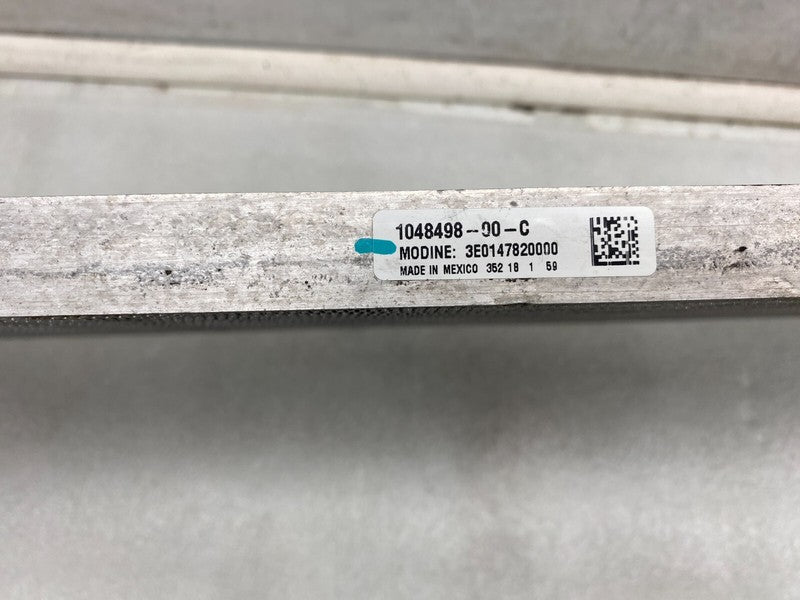 1048498-00-C
MODINE: 3E0147820000
MADE IN MEXICO 352 18 1 59